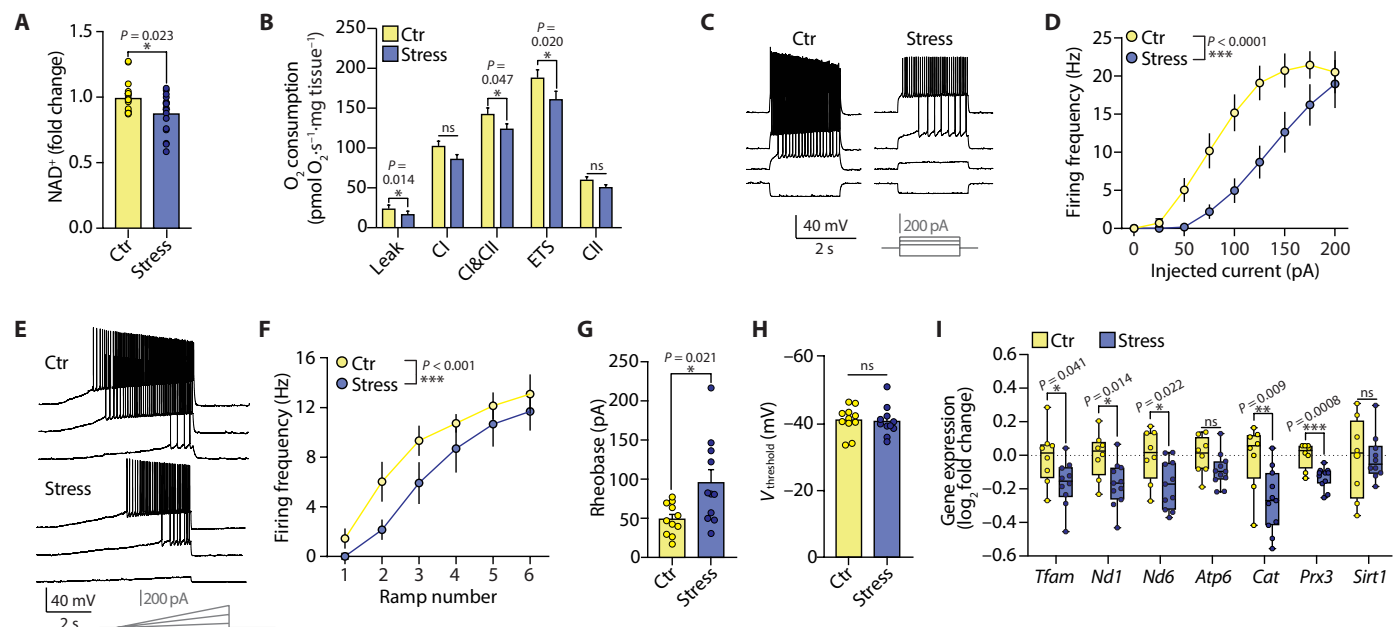 A
NAD⁺ (fold change)
1.5
1.0
0.5
0.0
P = 0.023
*
Ctr
Stress
B
O₂ consumption
(pmol O₂·s⁻¹·mg tissue⁻¹)
250
200
150
100
50
0
Ctr
Stress
P =
0.014
*
ns
P =
0.047
*
P =
0.020
*
ns
Leak
CI
CI&CII
ETS
CII
C
Ctr
Stress
40 mV
2 s
200 pA
D
Firing frequency (Hz)
25
20
15
10
5
0
Ctr
Stress
P < 0.0001
***
0
50
100
150
200
Injected current (pA)
E
Ctr
Stress
40 mV
2 s
200 pA
F
Firing frequency (Hz)
16
12
8
4
0
Ctr
Stress
P < 0.001
***
1
2
3
4
5
6
Ramp number
G
Rheobase (pA)
250
200
150
100
50
0
P = 0.021
*
Ctr
Stress
H
V threshold (mV)
−60
−40
−20
0
ns
Ctr
Stress
I
Ctr
Stress
Gene expression
(log₂ fold change)
0.6
0.4
0.2
0.0
−0.2
−0.4
−0.6
P = 0.041
*
P = 0.014
*
P = 0.022
*
ns
P = 0.009
**
P = 0.0008
***
ns
Tfam
Nd1
Nd6
Atp6
Cat
Prx3
Sirt1